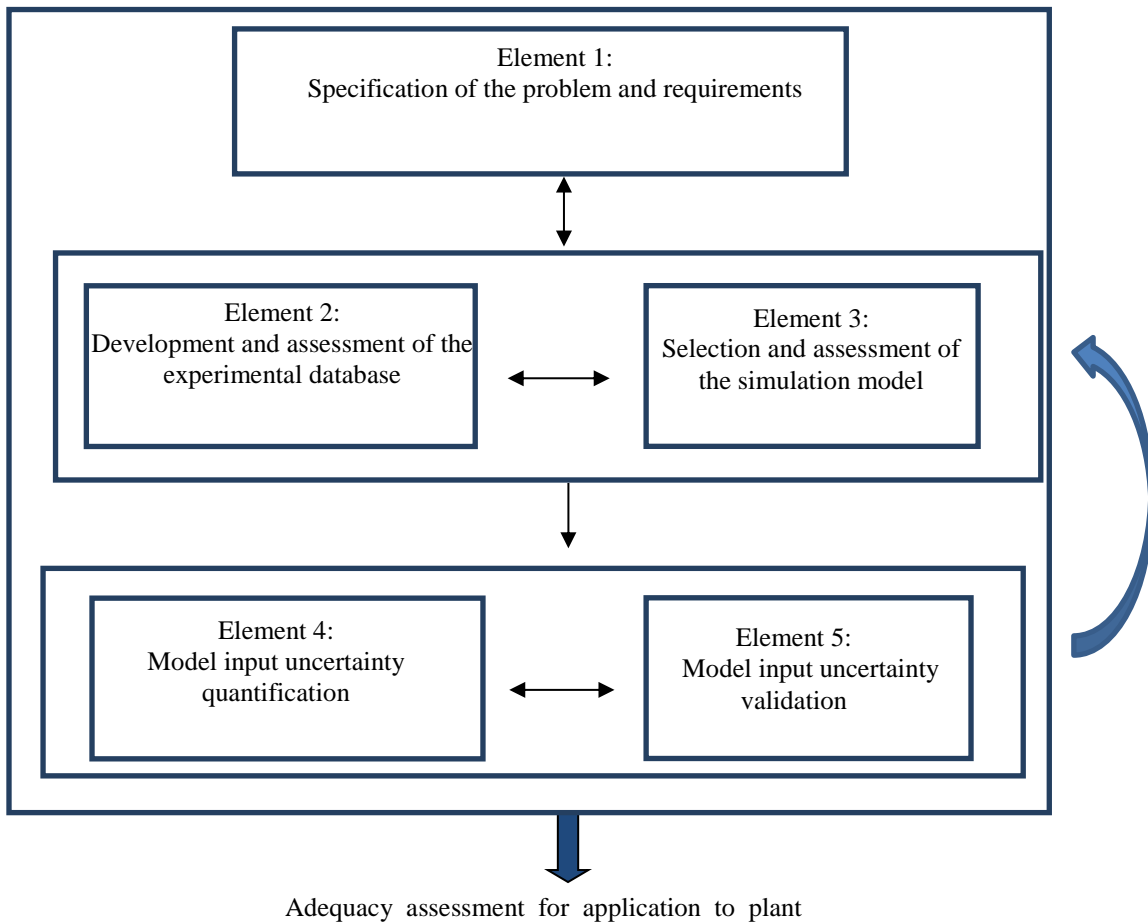 Element 1:
Specification of the problem and requirements
Element 2:
Development and assessment of the
experimental database
Element 3:
Selection and assessment of
the simulation model
Element 4:
Model input uncertainty
quantification
Element 5:
Model input uncertainty
validation
Adequacy assessment for application to plant